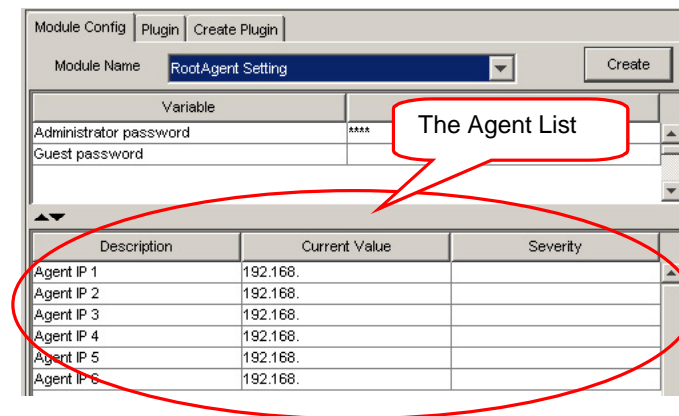 Module Config Plugin Create Plugin
Module Name RootAgent Setting Create
Variable
The Agent List
Administrator password ****
Guest password
Description Current Value Severity
Agent IP 1 192.168.
Agent IP 2 192.168.
Agent IP 3 192.168.
Agent IP 4 192.168.
Agent IP 5 192.168.
Agent IP 6 192.168.